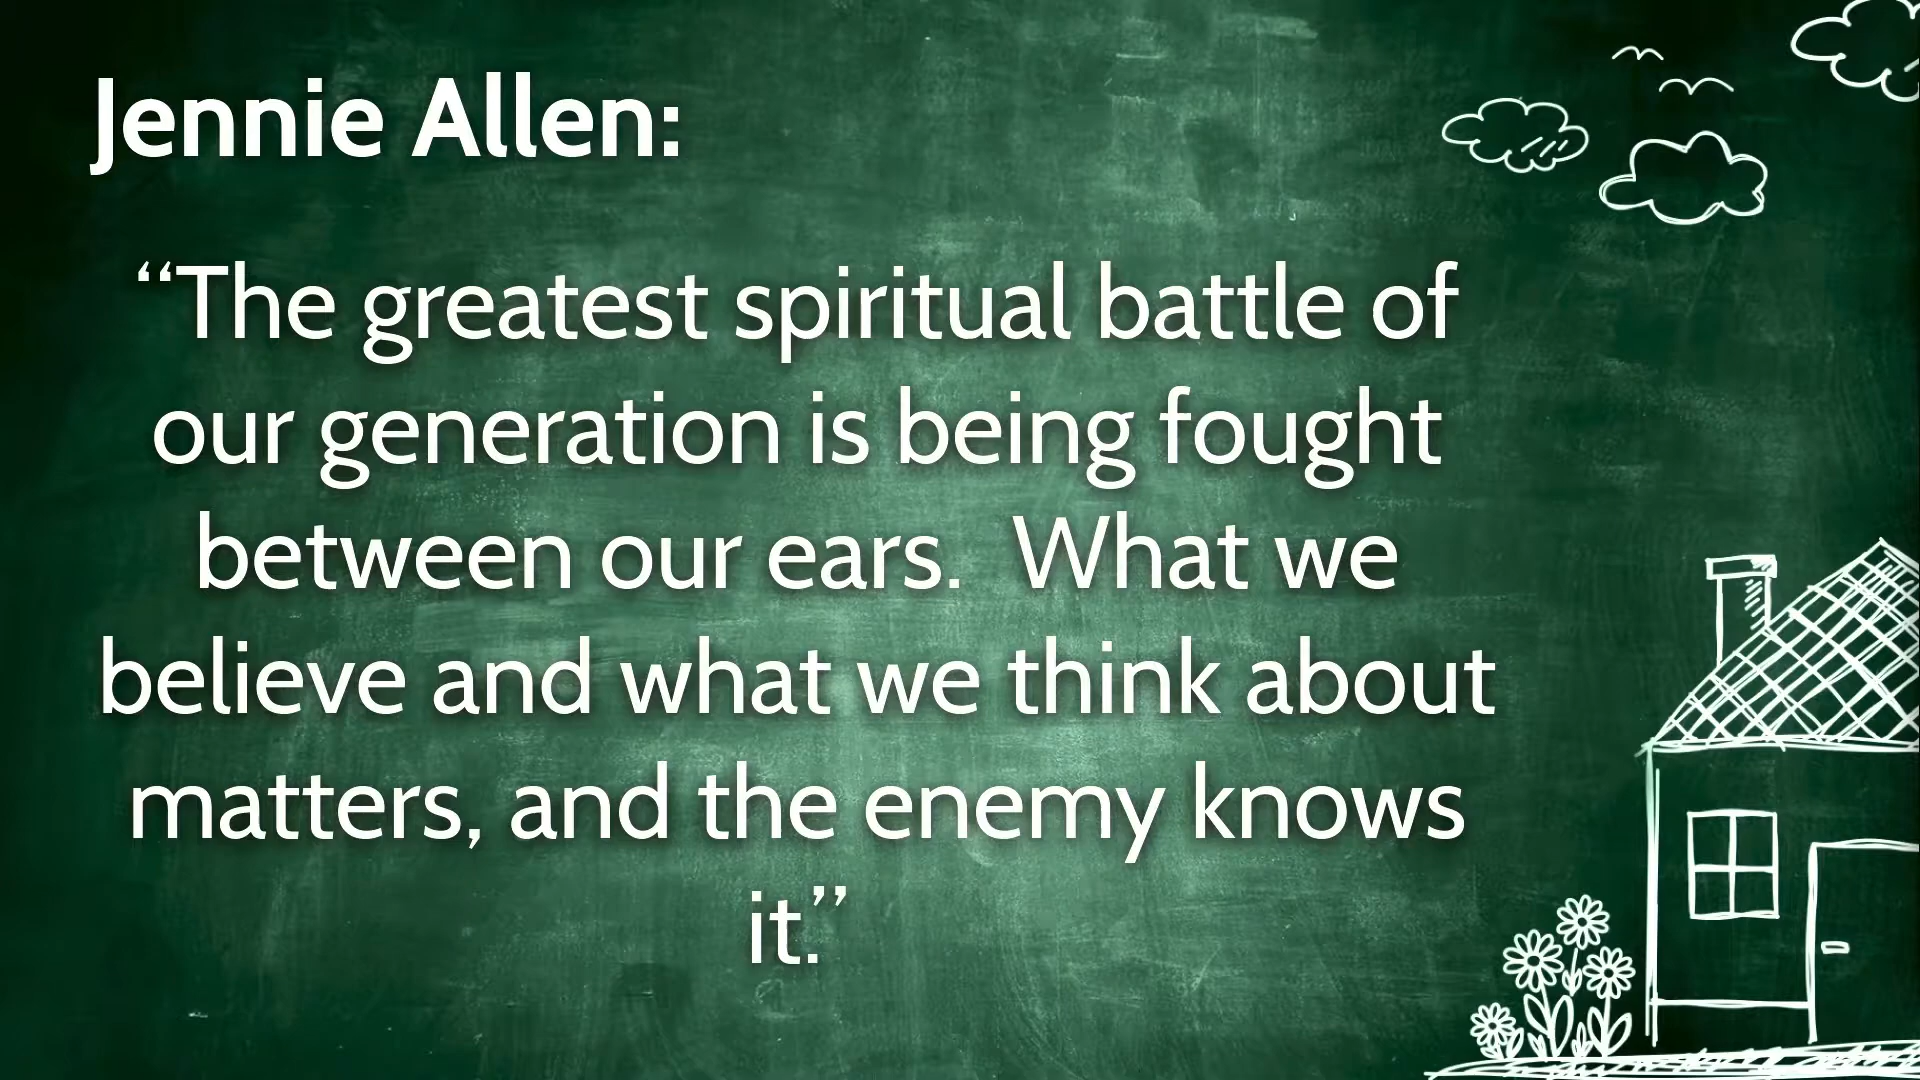 Jennie Allen:
“The greatest spiritual battle of
our generation is being fought
between our ears.  What we
believe and what we think about
matters, and the enemy knows
it.”